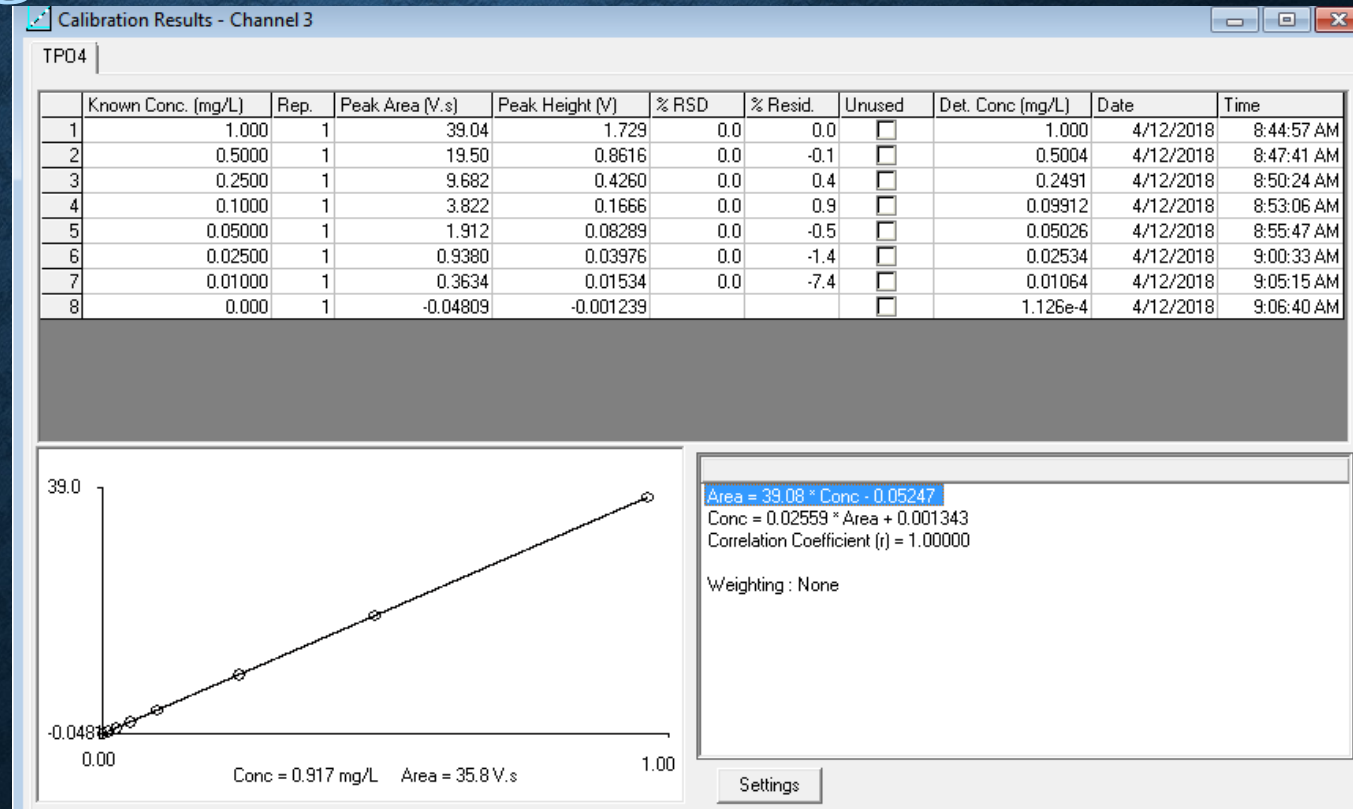 Calibration Results - Channel 3
TPO4
Known Conc. (mg/L) Rep. Peak Area (V.s) Peak Height (V) % RSD % Resid. Unused Det. Conc (mg/L) Date Time
1 1.000 1 39.04 1.729 0.0 0.0 1.000 4/12/2018 8:44:57 AM
2 0.5000 1 19.50 0.8616 0.0 -0.1 0.5004 4/12/2018 8:47:41 AM
3 0.2500 1 9.682 0.4260 0.0 0.4 0.2491 4/12/2018 8:50:24 AM
4 0.1000 1 3.822 0.1666 0.0 0.9 0.09912 4/12/2018 8:53:06 AM
5 0.05000 1 1.912 0.08289 0.0 -0.5 0.05026 4/12/2018 8:55:47 AM
6 0.02500 1 0.9380 0.03976 0.0 -1.4 0.02534 4/12/2018 9:00:33 AM
7 0.01000 1 0.3634 0.01534 0.0 -7.4 0.01064 4/12/2018 9:05:15 AM
8 0.000 1 -0.04809 -0.001239 1.126e-4 4/12/2018 9:06:40 AM
39.0
-0.0481
0.00
1.00
Conc = 0.917 mg/L Area = 35.8 V.s
Area = 39.08 * Conc - 0.05247
Conc = 0.02559 * Area + 0.001343
Correlation Coefficient (r) = 1.00000
Weighting : None
Settings